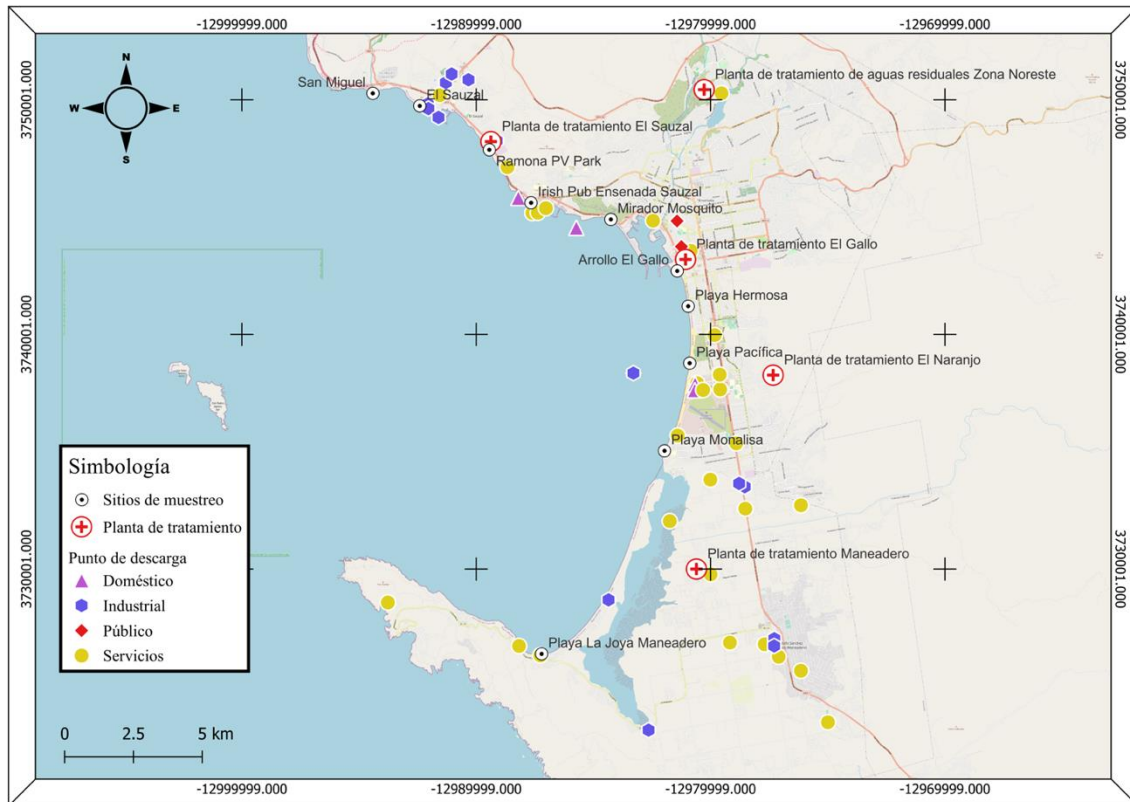 -12999999.000
-12989999.000
-12979999.000
-12969999.000
3750001.000
3750001.000
N
W
E
S
San Miguel
El Sauzal
Planta de tratamiento de aguas residuales Zona Noreste
Planta de tratamiento El Sauzal
Ramona PV Park
Irish Pub Ensenada Sauzal
Mirador Mosquito
Planta de tratamiento El Gallo
Arrollo El Gallo
Playa Hermosa
3740001.000
3740001.000
Playa Pacífica
Planta de tratamiento El Naranjo
Playa Monalisa
Simbología
Sitios de muestreo
Planta de tratamiento
Punto de descarga
Doméstico
Industrial
Público
Servicios
3730001.000
3730001.000
Planta de tratamiento Maneadero
Playa La Joya Maneadero
0
2.5
5 km
-12999999.000
-12989999.000
-12979999.000
-12969999.000